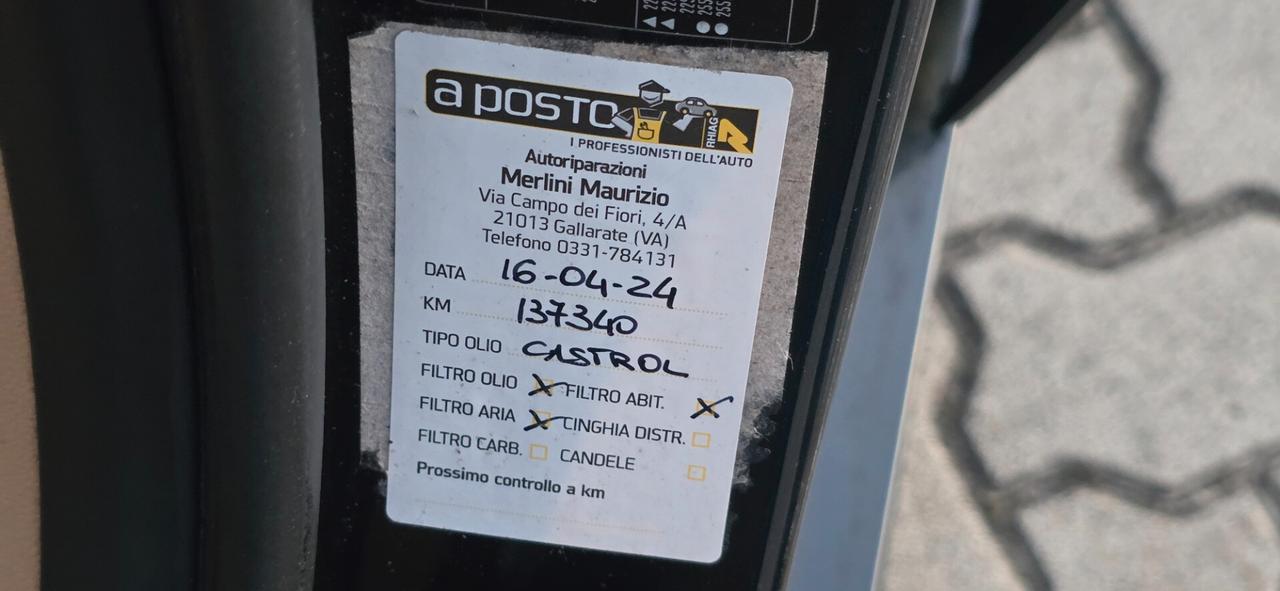 a POSTO
RHIAG
I PROFESSIONISTI DELL'AUTO
Autoriparazioni
Merlini Maurizio
Via Campo dei Fiori, 4/A
21013 Gallarate (VA)
Telefono 0331-784131
DATA 16-04-24
KM 137340
TIPO OLIO CASTROL
FILTRO OLIO X FILTRO ABIT. X
FILTRO ARIA X CINGHIA DISTR.
FILTRO CARB. CANDELE
Prossimo controllo a km